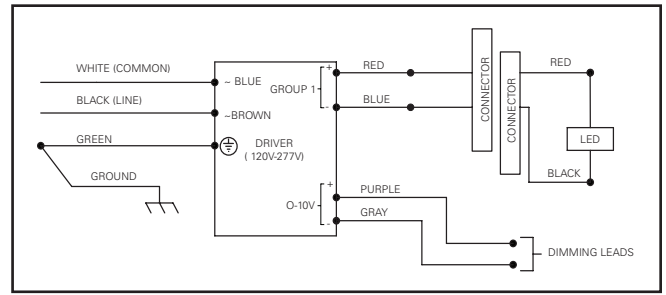 WHITE (COMMON)
~ BLUE
BLACK (LINE)
~BROWN
GREEN
DRIVER
( 120V-277V)
GROUND
GROUP 1
+
-
RED
BLUE
CONNECTOR
CONNECTOR
RED
LED
BLACK
O-10V
+
-
PURPLE
GRAY
DIMMING LEADS